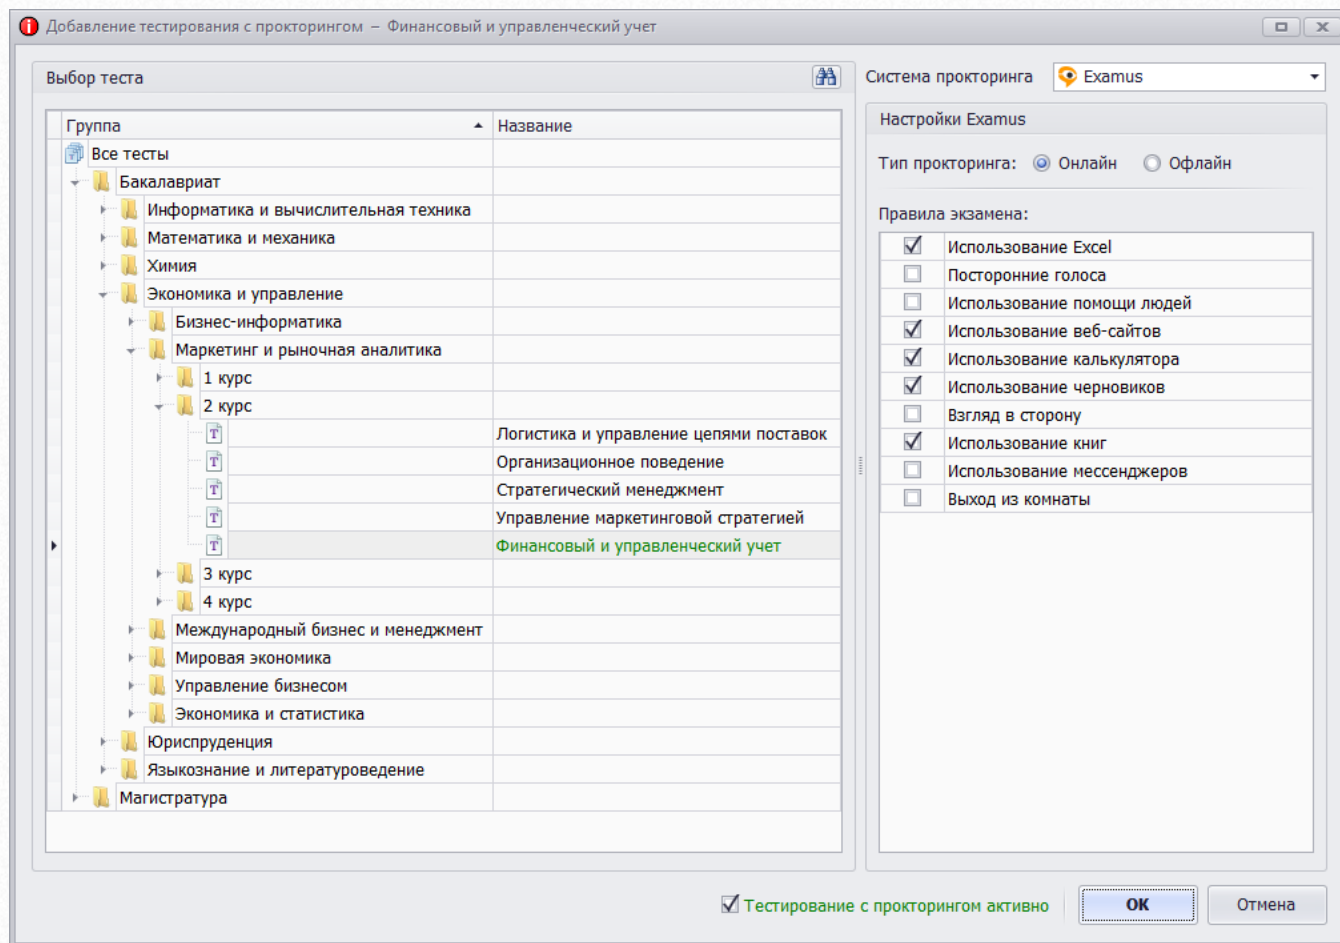 Добавление тестирования с прокторингом – Финансовый и управленческий учет
Выбор теста
Группа Название
Все тесты
Бакалавриат
Информатика и вычислительная техника
Математика и механика
Химия
Экономика и управление
Бизнес-информатика
Маркетинг и рыночная аналитика
1 курс
2 курс
Логистика и управление цепями поставок
Организационное поведение
Стратегический менеджмент
Управление маркетинговой стратегией
Финансовый и управленческий учет
3 курс
4 курс
Международный бизнес и менеджмент
Мировая экономика
Управление бизнесом
Экономика и статистика
Юриспруденция
Языкознание и литературоведение
Магистратура
Система прокторинга Examus
Настройки Examus
Тип прокторинга: Онлайн Офлайн
Правила экзамена:
Использование Excel
Посторонние голоса
Использование помощи людей
Использование веб-сайтов
Использование калькулятора
Использование черновиков
Взгляд в сторону
Использование книг
Использование мессенджеров
Выход из комнаты
Тестирование с прокторингом активно
ОК Отмена